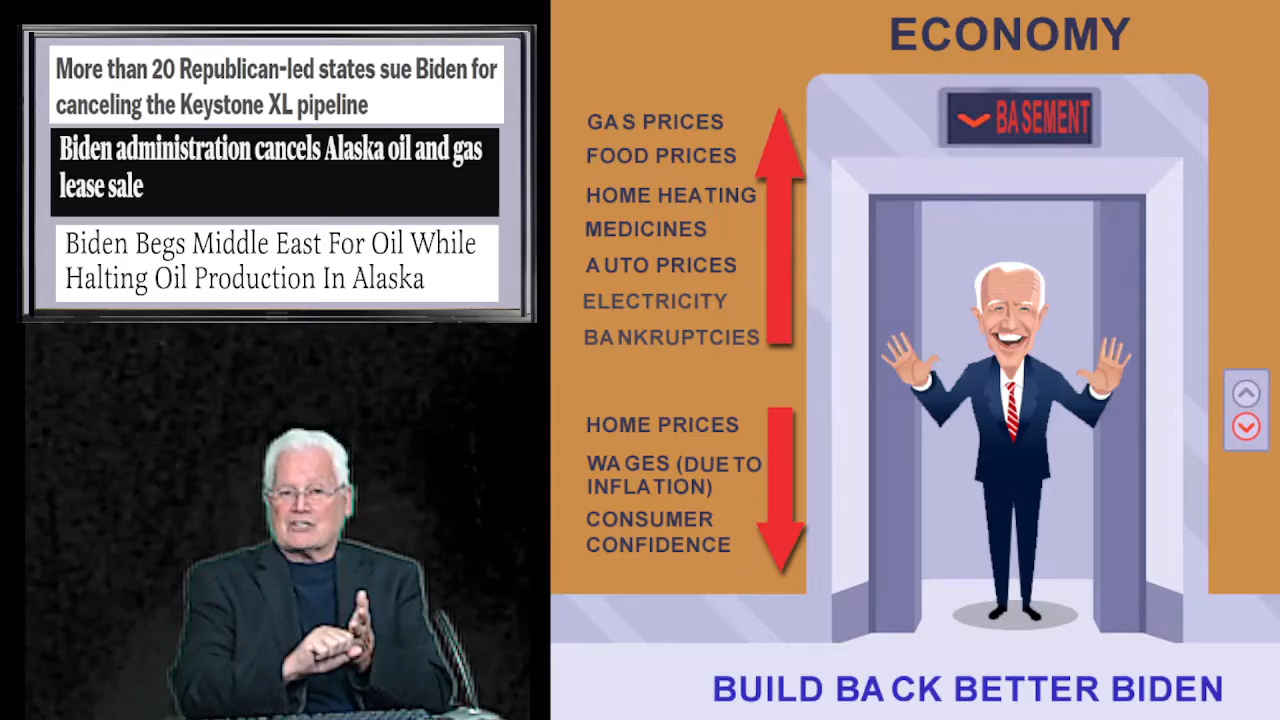 More than 20 Republican-led states sue Biden for
canceling the Keystone XL pipeline
Biden administration cancels Alaska oil and gas
lease sale
Biden Begs Middle East For Oil While
Halting Oil Production In Alaska
ECONOMY
BASEMENT
GAS PRICES
FOOD PRICES
HOME HEATING
MEDICINES
AUTO PRICES
ELECTRICITY
BANKRUPTCIES
HOME PRICES
WAGES (DUE TO
INFLATION)
CONSUMER
CONFIDENCE
BUILD BACK BETTER BIDEN